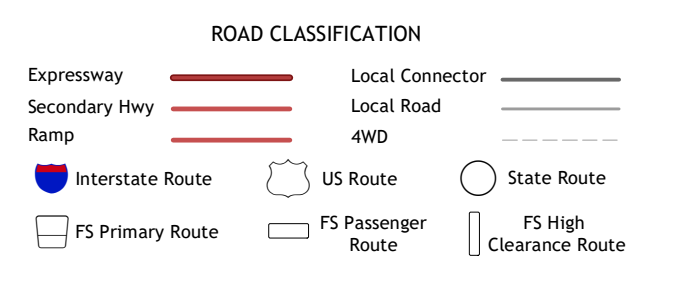 ROAD CLASSIFICATION
Expressway
Local Connector
Secondary Hwy
Local Road
Ramp
4WD
Interstate Route
US Route
State Route
FS Primary Route
FS Passenger
Route
FS High
Clearance Route